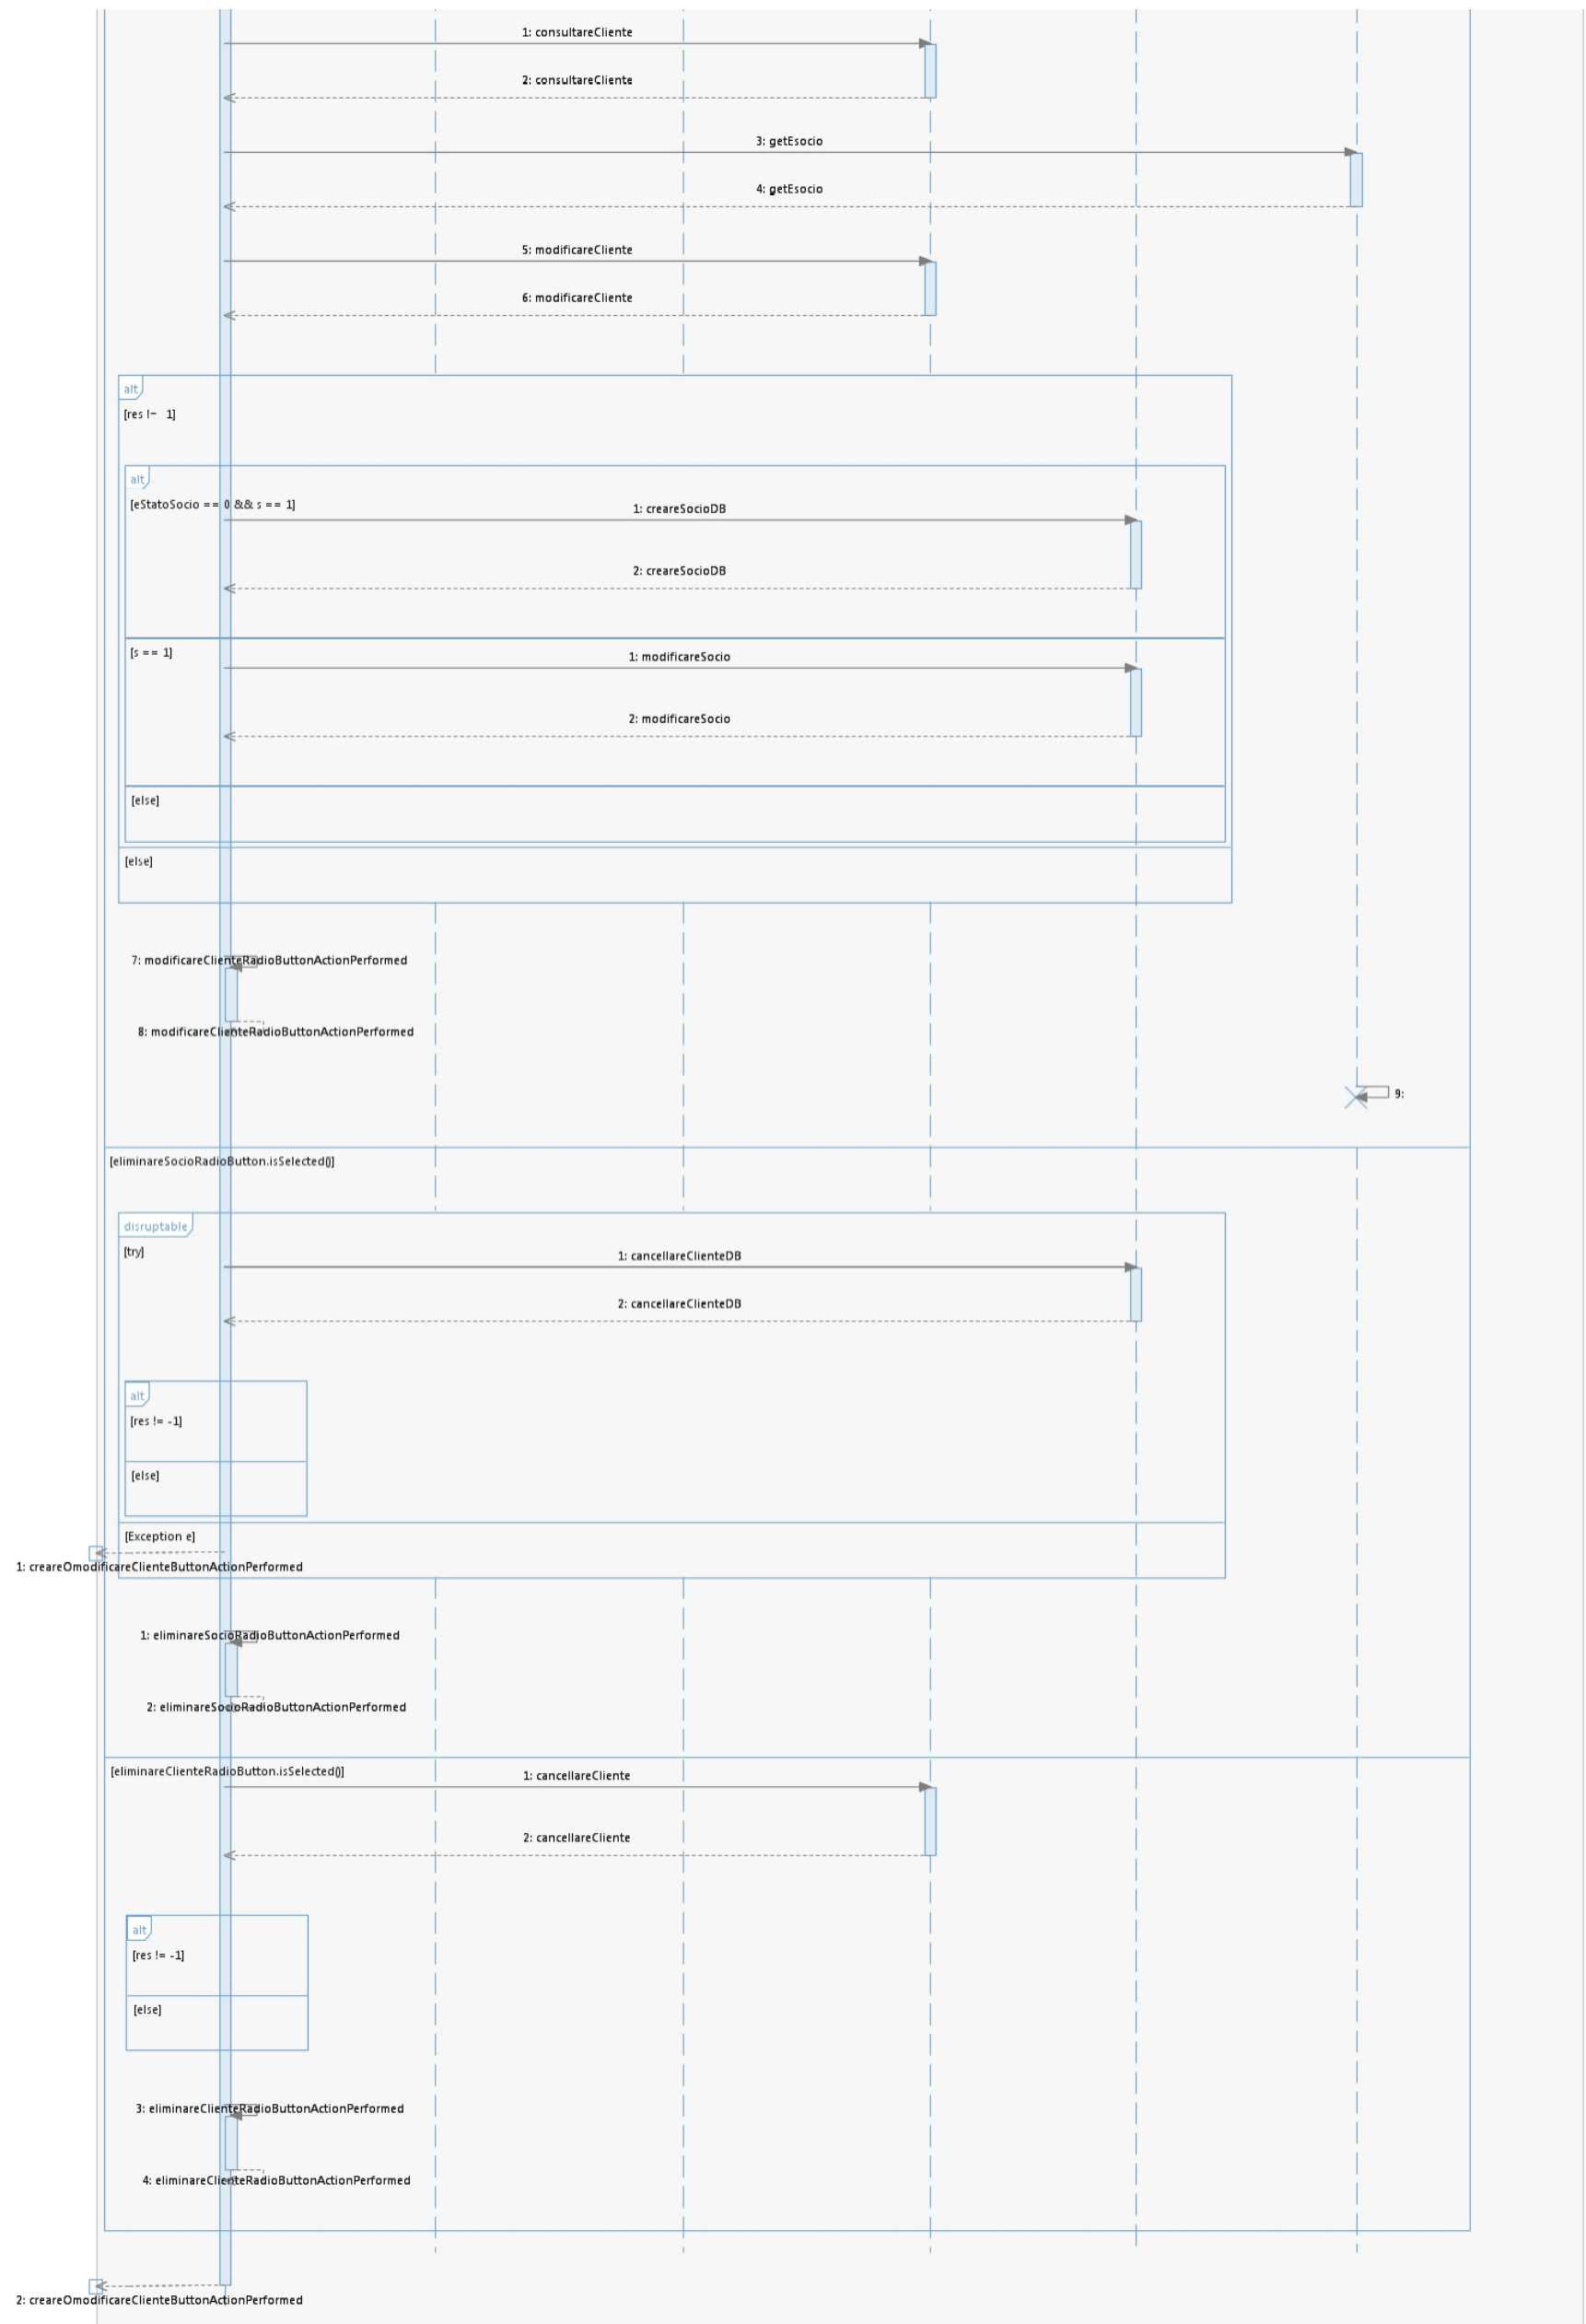 1: consultareCliente
2: consultareCliente
3: getEsocio
4: getEsocio
5: modificareCliente
6: modificareCliente
alt
[res !- 1]
alt
[eStatoSocio == 0 && s == 1]
1: creareSocioDB
2: creareSocioDB
[s == 1]
1: modificareSocio
2: modificareSocio
[else]
[else]
7: modificareClienteRadioButtonActionPerformed
8: modificareClienteRadioButtonActionPerformed
9:
[eliminareSocioRadioButton.isSelected()]
disruptable
[try]
1: cancellareClienteDB
2: cancellareClienteDB
alt
[res != -1]
[else]
[Exception e]
1: creareOmodificareClienteButtonActionPerformed
1: eliminareSocioRadioButtonActionPerformed
2: eliminareSocioRadioButtonActionPerformed
[eliminareClienteRadioButton.isSelected()]
1: cancellareCliente
2: cancellareCliente
alt
[res != -1]
[else]
3: eliminareClienteRadioButtonActionPerformed
4: eliminareClienteRadioButtonActionPerformed
2: creareOmodificareClienteButtonActionPerformed